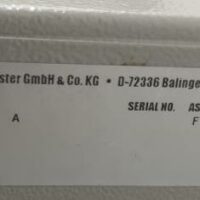 ster GmbH & Co. KG • D-72336 Balinge
SERIAL NO. AS
A F